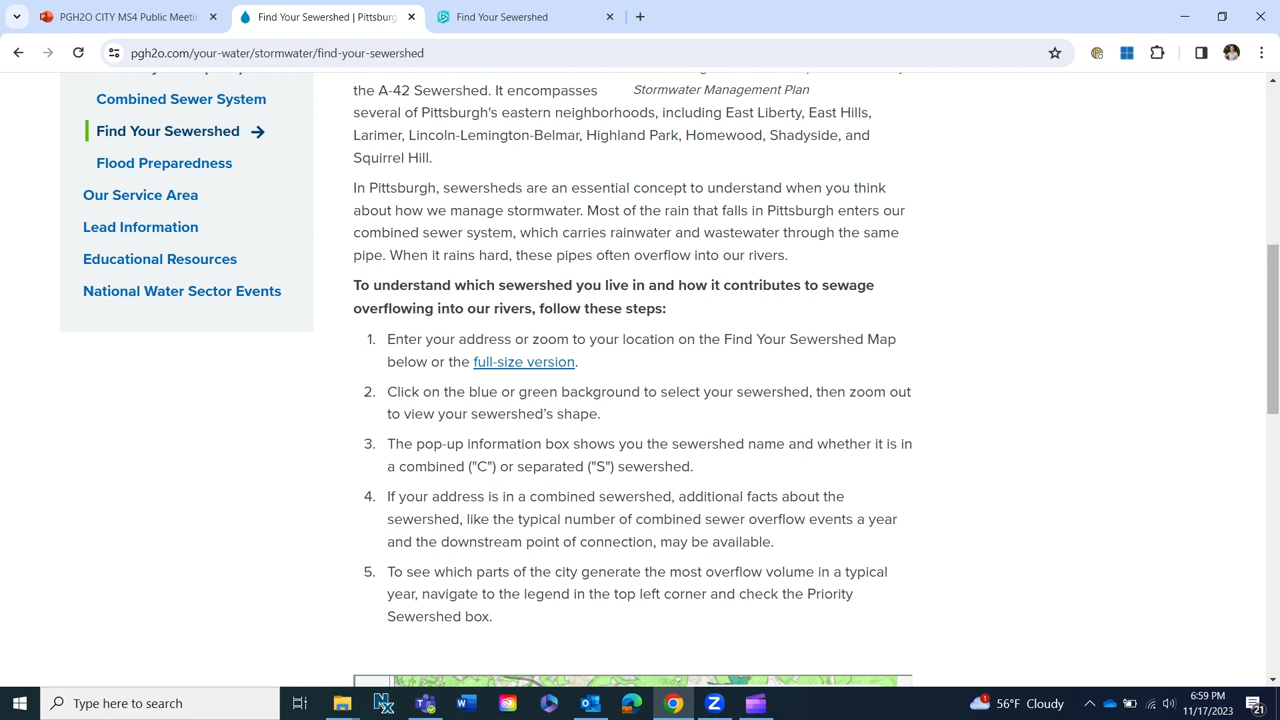 PGH2O CITY MS4 Public Meetin
Find Your Sewershed | Pittsburg
Find Your Sewershed
pgh2o.com/your-water/stormwater/find-your-sewershed
Combined Sewer System
Find Your Sewershed
Flood Preparedness
Our Service Area
Lead Information
Educational Resources
National Water Sector Events
the A-42 Sewershed. It encompasses
Stormwater Management Plan
several of Pittsburgh's eastern neighborhoods, including East Liberty, East Hills,
Larimer, Lincoln-Lemington-Belmar, Highland Park, Homewood, Shadyside, and
Squirrel Hill.
In Pittsburgh, sewersheds are an essential concept to understand when you think
about how we manage stormwater. Most of the rain that falls in Pittsburgh enters our
combined sewer system, which carries rainwater and wastewater through the same
pipe. When it rains hard, these pipes often overflow into our rivers.
To understand which sewershed you live in and how it contributes to sewage
overflowing into our rivers, follow these steps:
1. Enter your address or zoom to your location on the Find Your Sewershed Map
below or the full-size version.
2. Click on the blue or green background to select your sewershed, then zoom out
to view your sewershed’s shape.
3. The pop-up information box shows you the sewershed name and whether it is in
a combined ("C") or separated ("S") sewershed.
4. If your address is in a combined sewershed, additional facts about the
sewershed, like the typical number of combined sewer overflow events a year
and the downstream point of connection, may be available.
5. To see which parts of the city generate the most overflow volume in a typical
year, navigate to the legend in the top left corner and check the Priority
Sewershed box.
Type here to search
1
56°F Cloudy
6:59 PM
11/17/2023
21